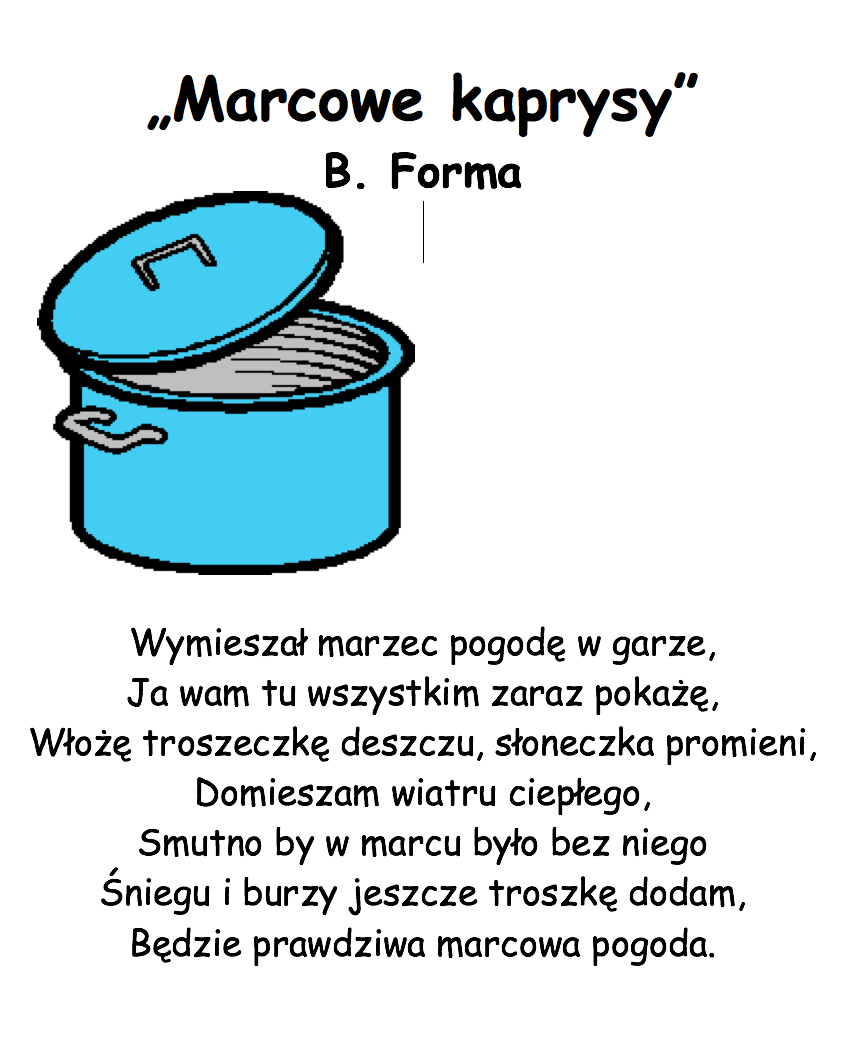 „Marcowe kaprysy”
B. Forma
Wymieszał marzec pogodę w garze,
Ja wam tu wszystkim zaraz pokażę,
Włożę troszeczkę deszczu, słoneczka promieni,
Domieszam wiatru ciepłego,
Smutno by w marcu było bez niego
Śniegu i burzy jeszcze troszkę dodam,
Będzie prawdziwa marcowa pogoda.